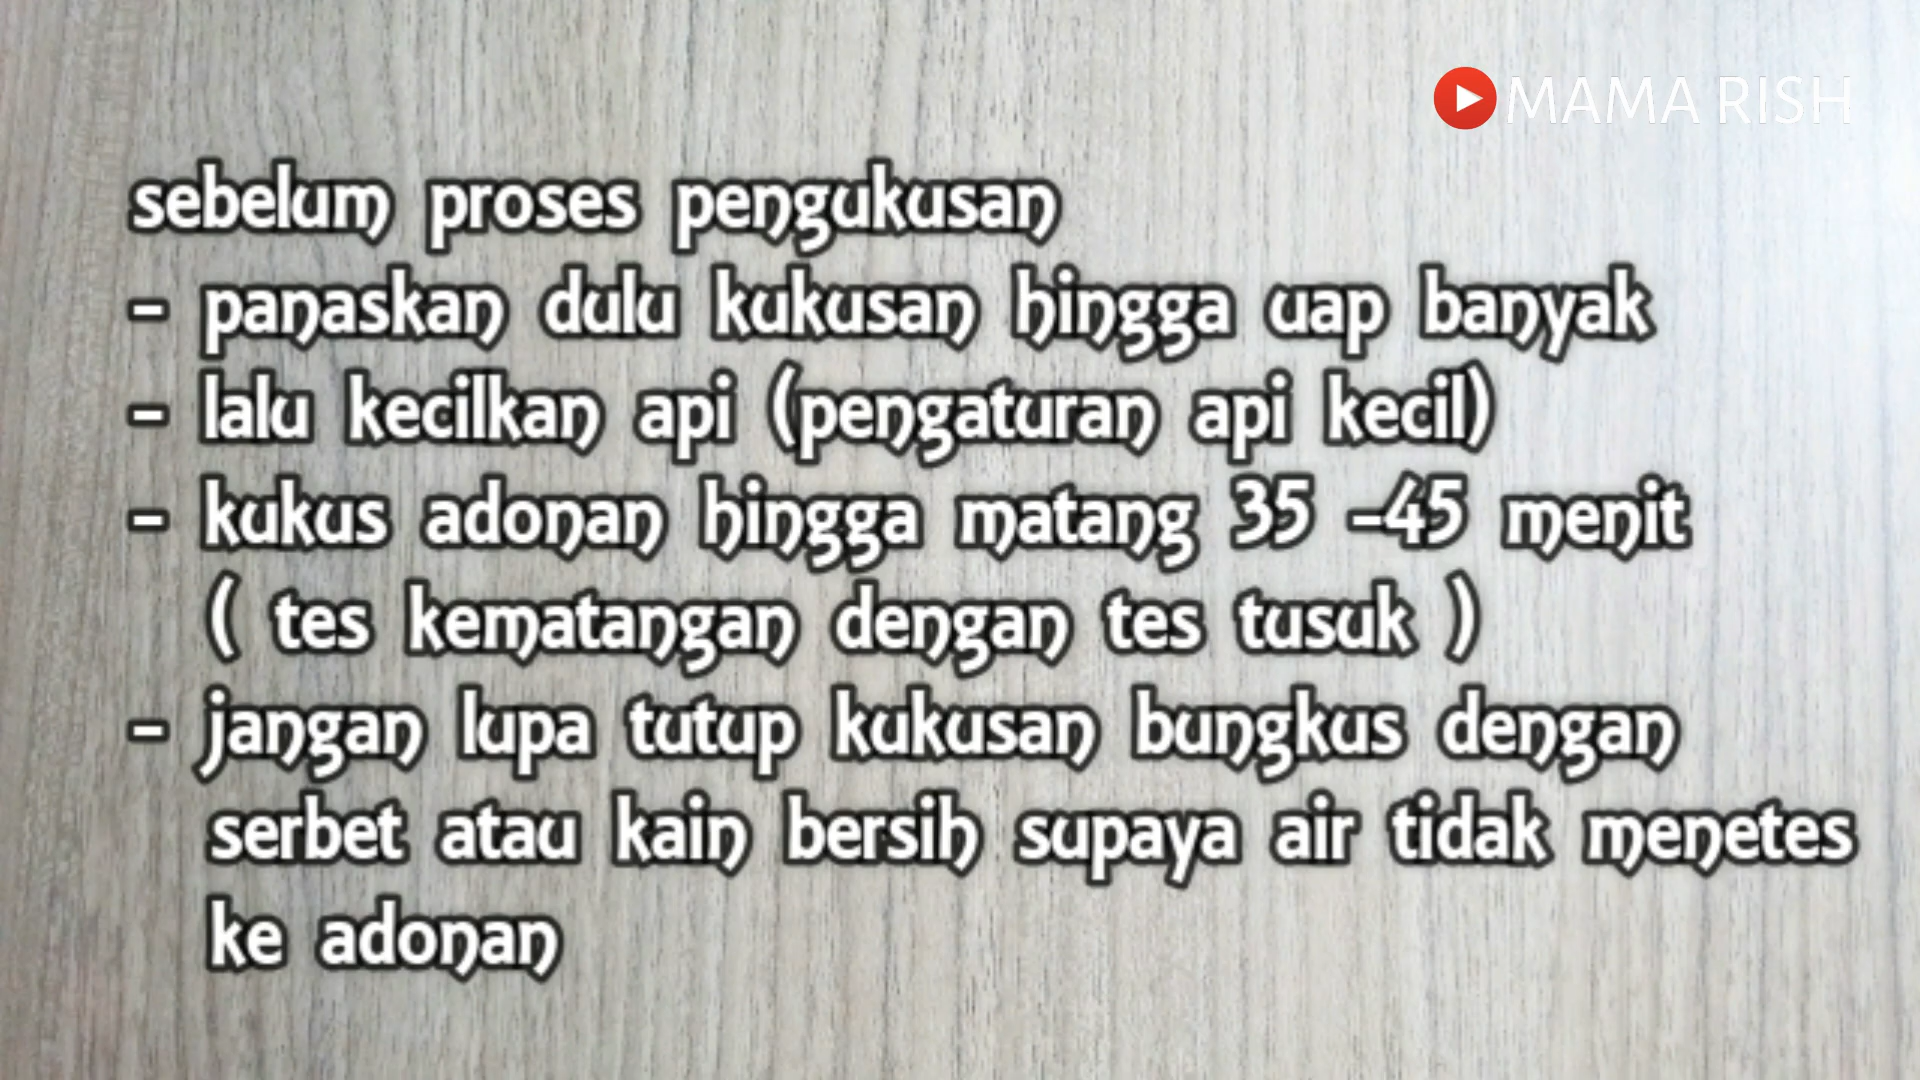 MAMA RISH
sebelum proses pengukusan
- panaskan dulu kukusan hingga uap banyak
- lalu kecilkan api (pengaturan api kecil)
- kukus adonan hingga matang 35 -45 menit
( tes kematangan dengan tes tusuk )
- jangan lupa tutup kukusan bungkus dengan
serbet atau kain bersih supaya air tidak menetes
ke adonan